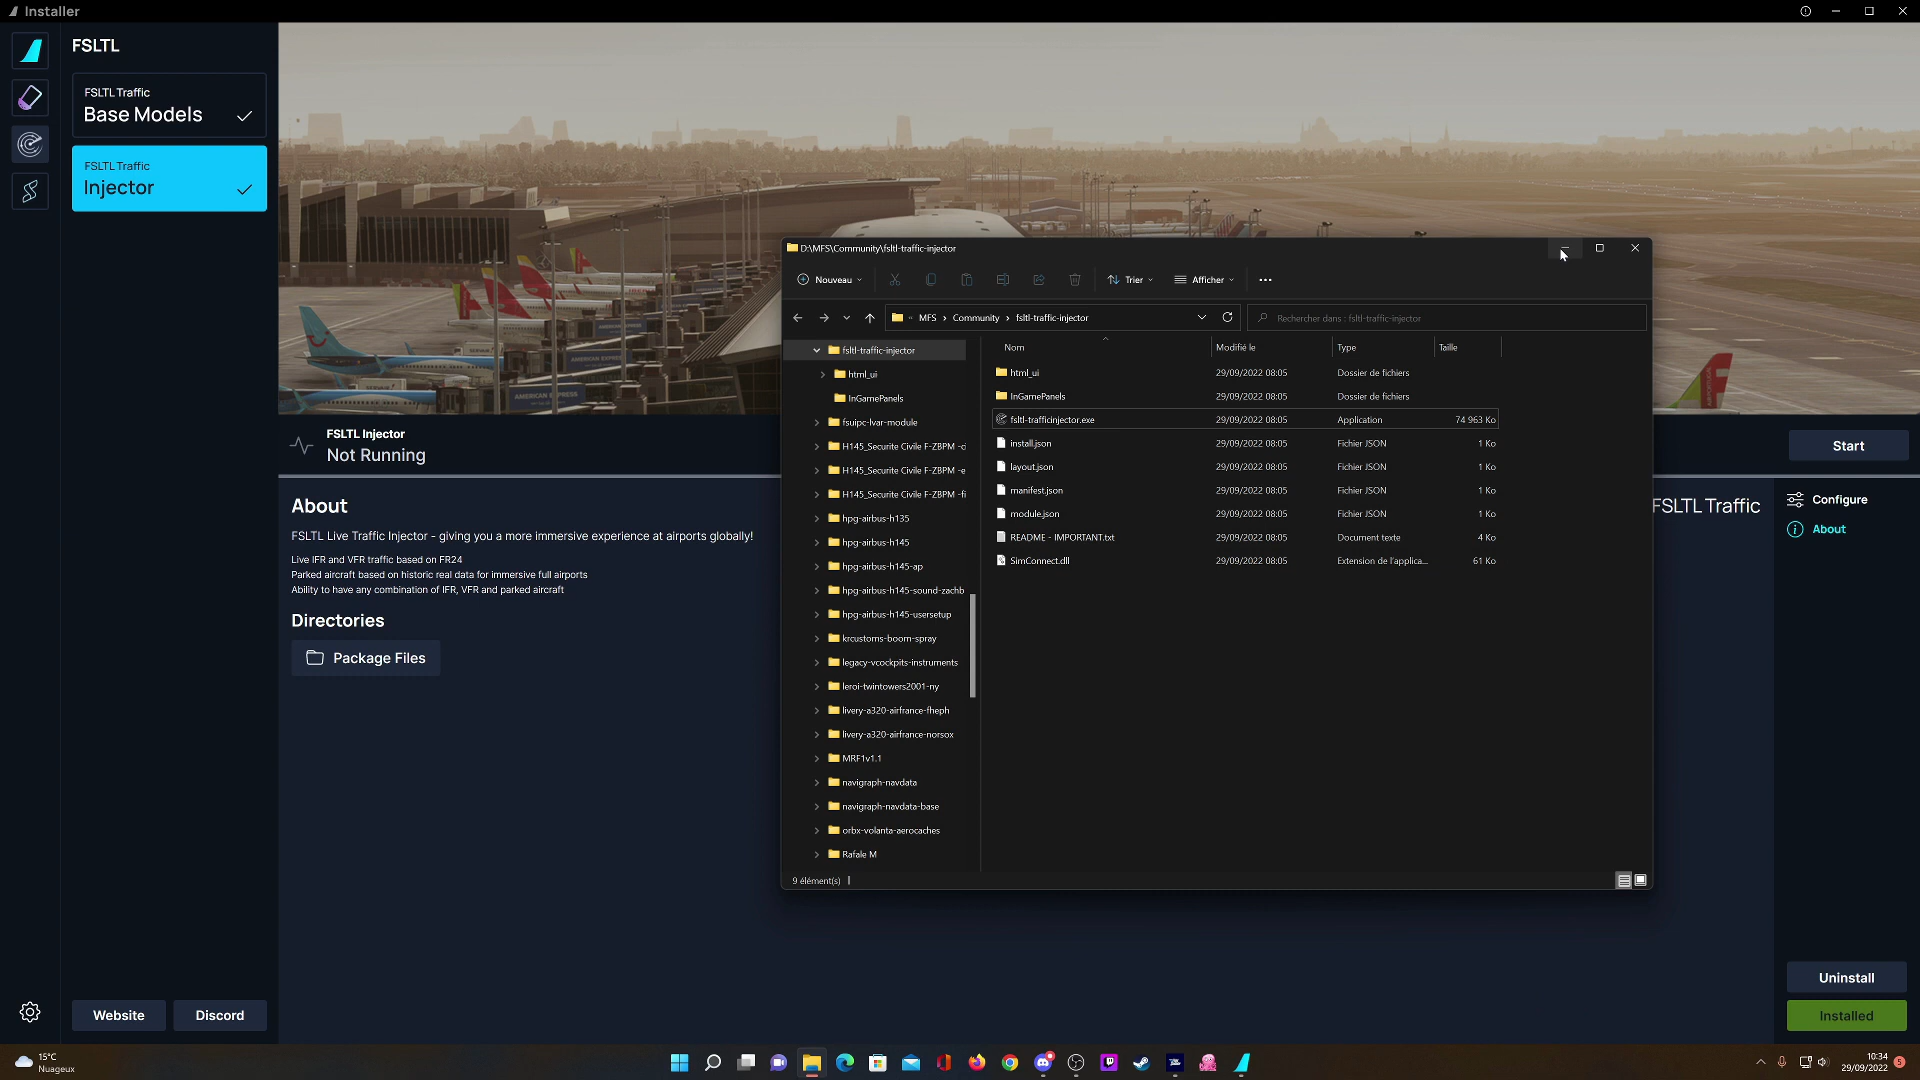 Installer
FSLTL
FSLTL Traffic
Base Models
FSLTL Traffic
Injector
FSLTL Injector
Not Running
Start
About
FSLTL Live Traffic Injector - giving you a more immersive experience at airports globally!
Live IFR and VFR traffic based on FR24
Parked aircraft based on historic real data for immersive full airports
Ability to have any combination of IFR, VFR and parked aircraft
Directories
Package Files
FSLTL Traffic
Configure
About
Uninstall
Installed
Website
Discord
AMERICAN EXPRESS
AMERICAN EXPRESS
D:\MFS\Community\fsltl-traffic-injector
Nouveau
Trier
Afficher
MFS > Community > fsltl-traffic-injector
Rechercher dans : fsltl-traffic-injector
fsltl-traffic-injector
html_ui
InGamePanels
fsuipc-lvar-module
H145_Securite Civile F-ZBPM -c
H145_Securite Civile F-ZBPM -e
H145_Securite Civile F-ZBPM -fi
hpg-airbus-h135
hpg-airbus-h145
hpg-airbus-h145-ap
hpg-airbus-h145-sound-zachb
hpg-airbus-h145-usersetup
krcustoms-boom-spray
legacy-vcockpits-instruments
leroi-twintowers2001-ny
livery-a320-airfrance-fheph
livery-a320-airfrance-norsox
MRF1v1.1
navigraph-navdata
navigraph-navdata-base
orbx-volanta-aerocaches
Rafale M
Nom Modifié le Type Taille
html_ui 29/09/2022 08:05 Dossier de fichiers
InGamePanels 29/09/2022 08:05 Dossier de fichiers
fsltl-trafficinjector.exe 29/09/2022 08:05 Application 74 963 Ko
install.json 29/09/2022 08:05 Fichier JSON 1 Ko
layout.json 29/09/2022 08:05 Fichier JSON 1 Ko
manifest.json 29/09/2022 08:05 Fichier JSON 1 Ko
module.json 29/09/2022 08:05 Fichier JSON 1 Ko
README - IMPORTANT.txt 29/09/2022 08:05 Document texte 4 Ko
SimConnect.dll 29/09/2022 08:05 Extension de l'applica... 61 Ko
9 élément(s)
15°C
Nuageux
10:34
29/09/2022
5